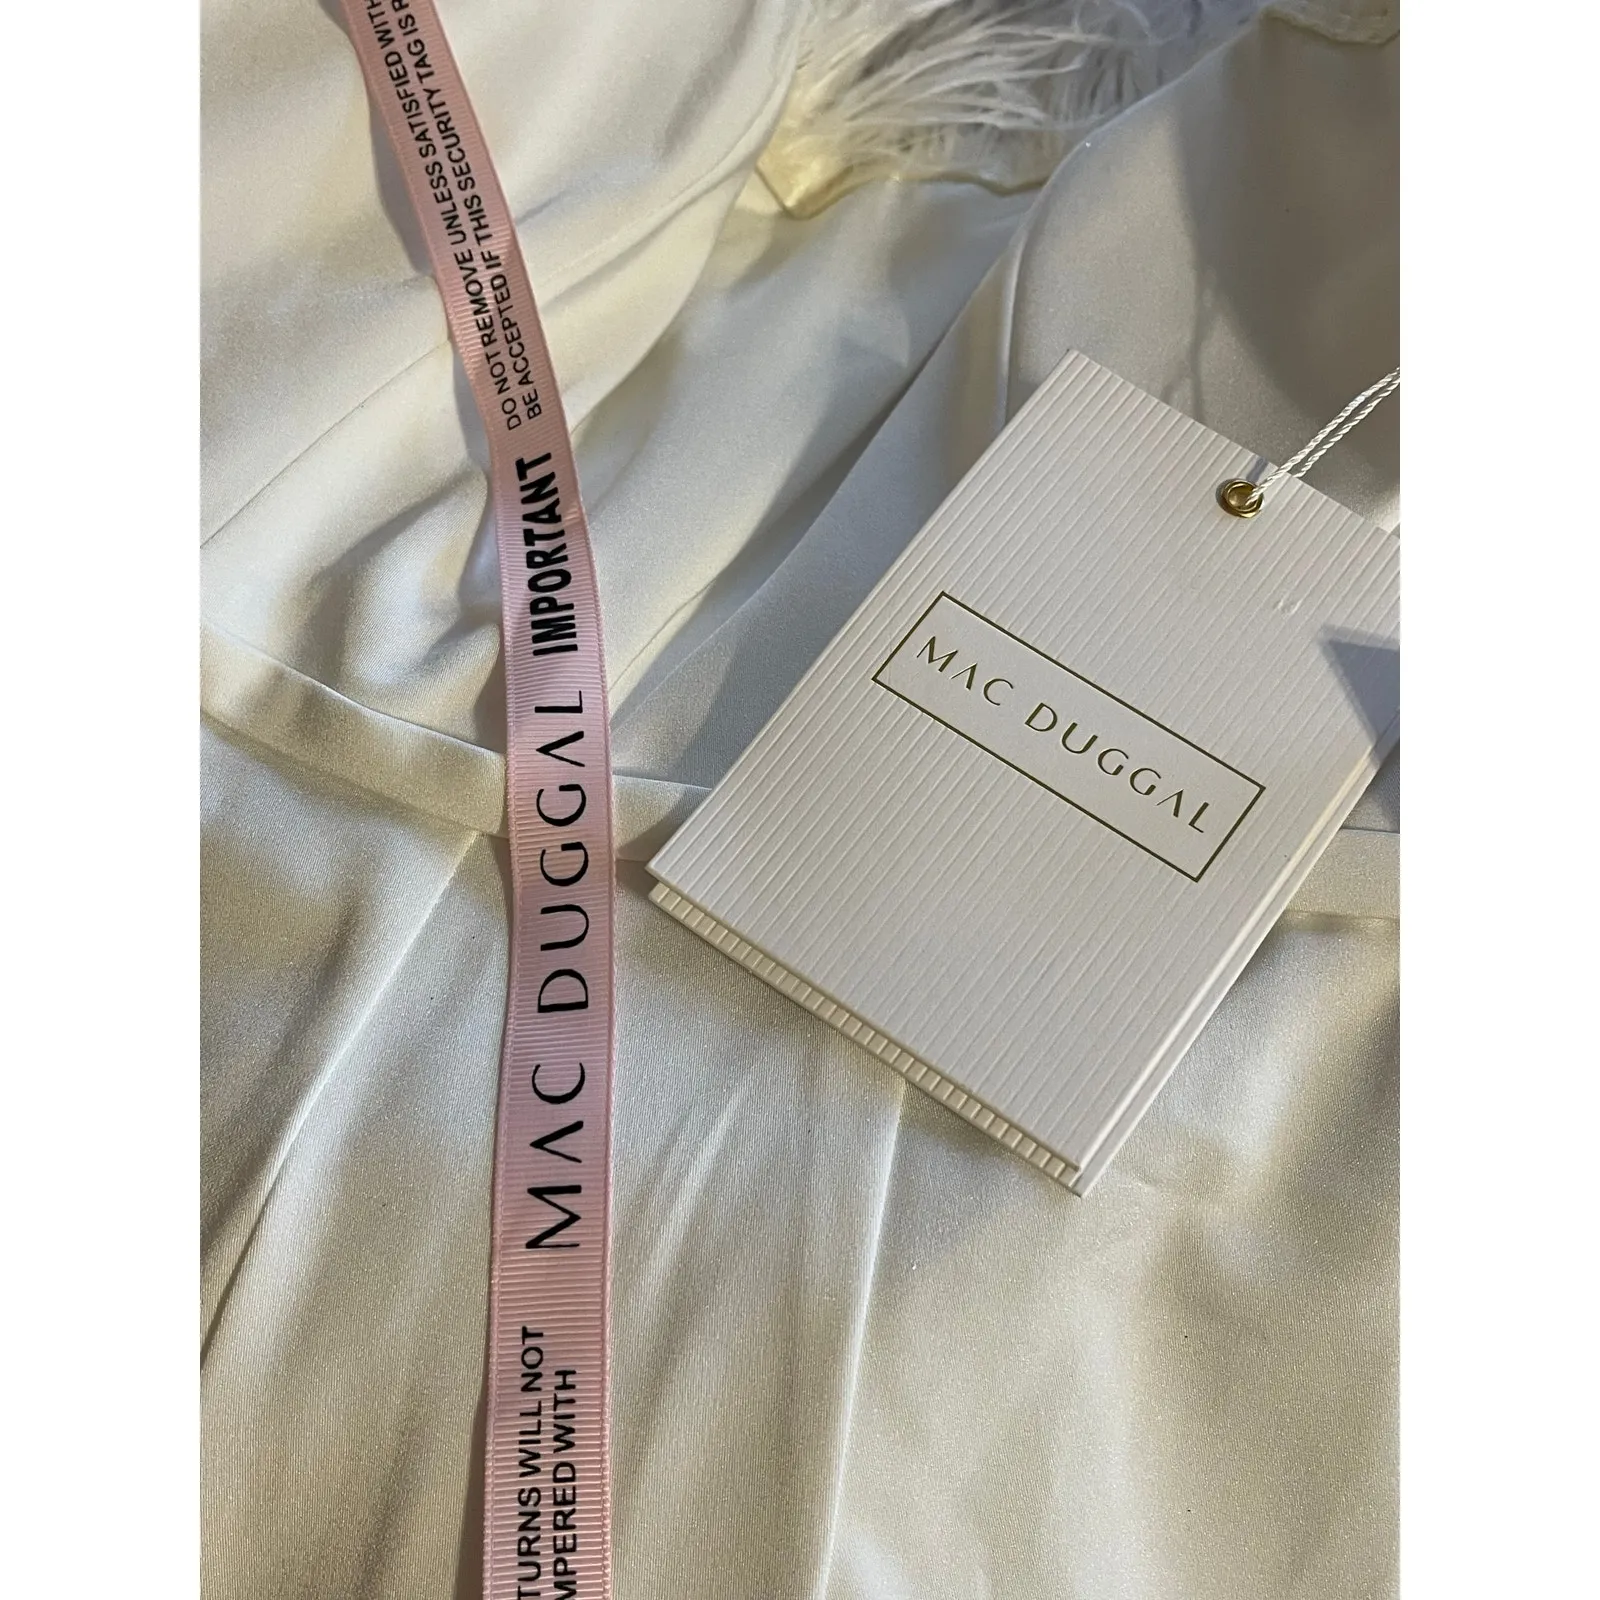 DO NOT REMOVE UNLESS SATISFIED WITH
BE ACCEPTED IF THIS SECURITY TAG IS
IMPORTANT
MAC DUGGAL
TURNS WILL NOT
MPERED WITH
MAC DUGGAL